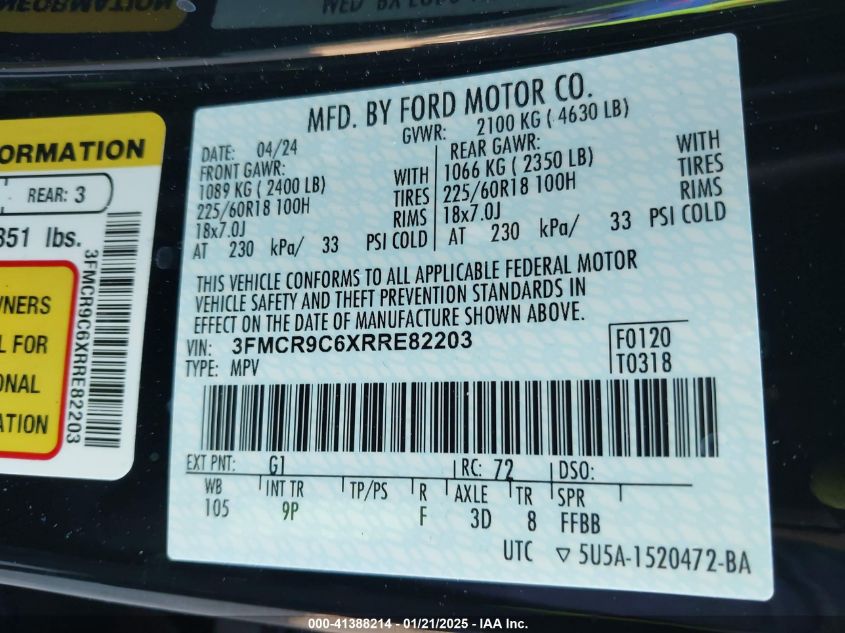 ORMATION
REAR: 3
351 lbs.
3FMCR9C6XRRE82203
WNERS
L FOR
ONAL
ATION
MFD. BY FORD MOTOR CO.
GVWR: 2100 KG ( 4630 LB)
DATE: 04/24
FRONT GAWR:
1089 KG ( 2400 LB) WITH
225/60R18 100H TIRES
18x7.0J RIMS
AT 230 kPa/ 33 PSI COLD
REAR GAWR: WITH
1066 KG ( 2350 LB) TIRES
225/60R18 100H RIMS
18x7.0J
AT 230 kPa/ 33 PSI COLD
THIS VEHICLE CONFORMS TO ALL APPLICABLE FEDERAL MOTOR
VEHICLE SAFETY AND THEFT PREVENTION STANDARDS IN
EFFECT ON THE DATE OF MANUFACTURE SHOWN ABOVE.
VIN: 3FMCR9C6XRRE82203
TYPE: MPV
F0120
T0318
EXT PNT: G1 RC: 72 DSO:
WB INT TR TP/PS R AXLE TR SPR
105 9P F 3D 8 FFBB
UTC ▽ 5U5A-1520472-BA
000-41388214 - 01/21/2025 - IAA Inc.